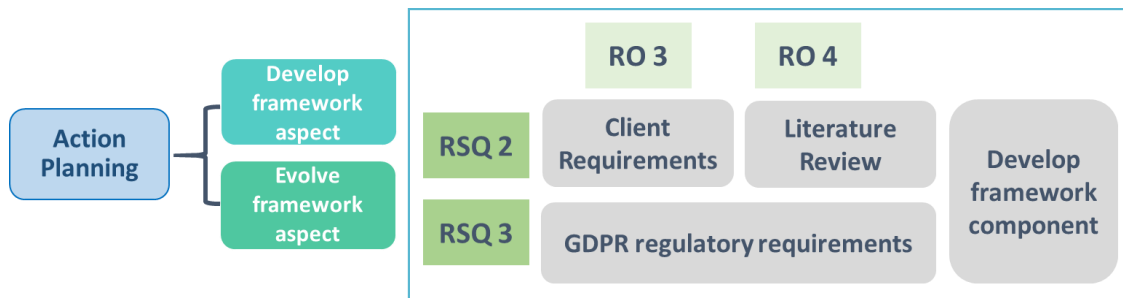 Action
Planning
Develop
framework
aspect
Evolve
framework
aspect
RO 3
RO 4
RSQ 2
Client
Requirements
Literature
Review
RSQ 3
GDPR regulatory requirements
Develop
framework
component